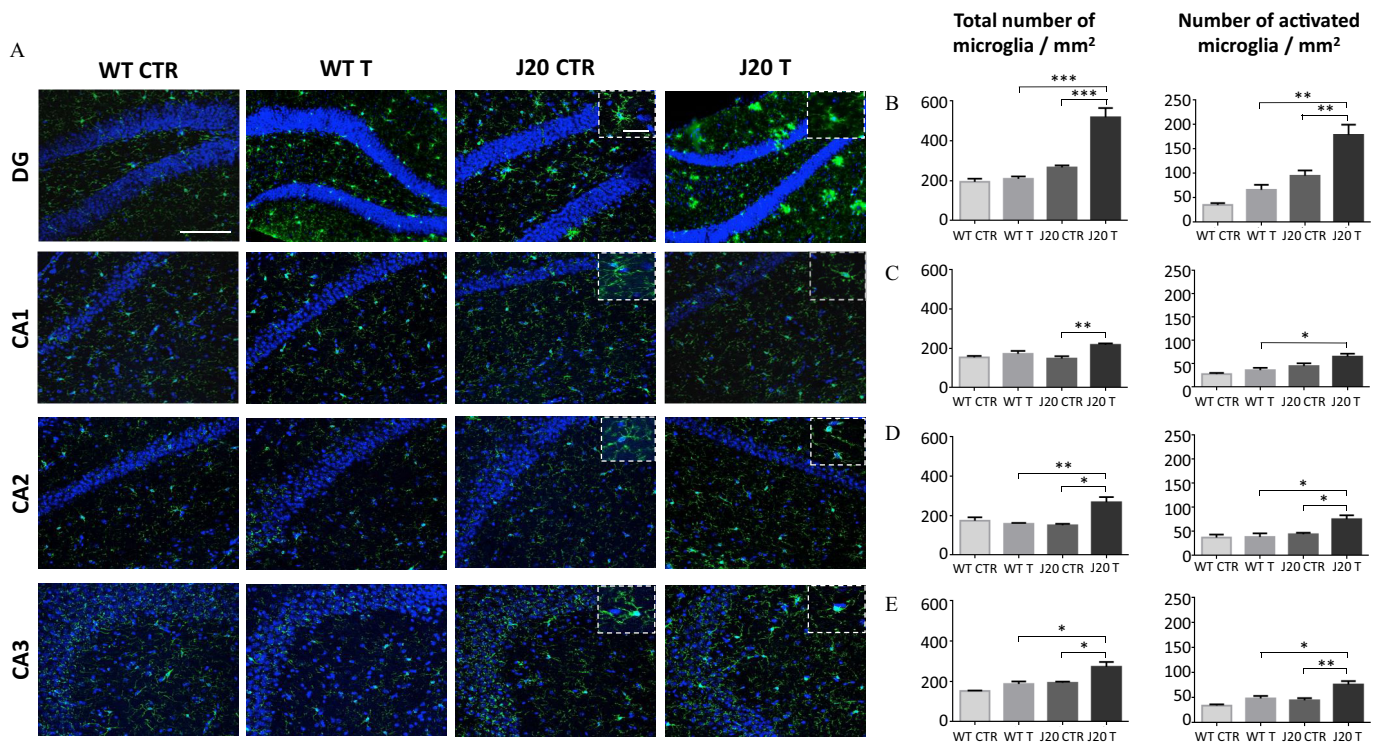 Total number of
microglia / mm²
Number of activated
microglia / mm²
A
WT CTR
WT T
J20 CTR
J20 T
DG
CA1
CA2
CA3
B
***
***
600
400
200
0
WT CTR WT T J20 CTR J20 T
**
**
250
200
150
100
50
0
WT CTR WT T J20 CTR J20 T
C
**
600
400
200
0
WT CTR WT T J20 CTR J20 T
*
250
200
150
100
50
0
WT CTR WT T J20 CTR J20 T
D
**
*
600
400
200
0
WT CTR WT T J20 CTR J20 T
*
*
250
200
150
100
50
0
WT CTR WT T J20 CTR J20 T
E
*
*
600
400
200
0
WT CTR WT T J20 CTR J20 T
*
**
250
200
150
100
50
0
WT CTR WT T J20 CTR J20 T